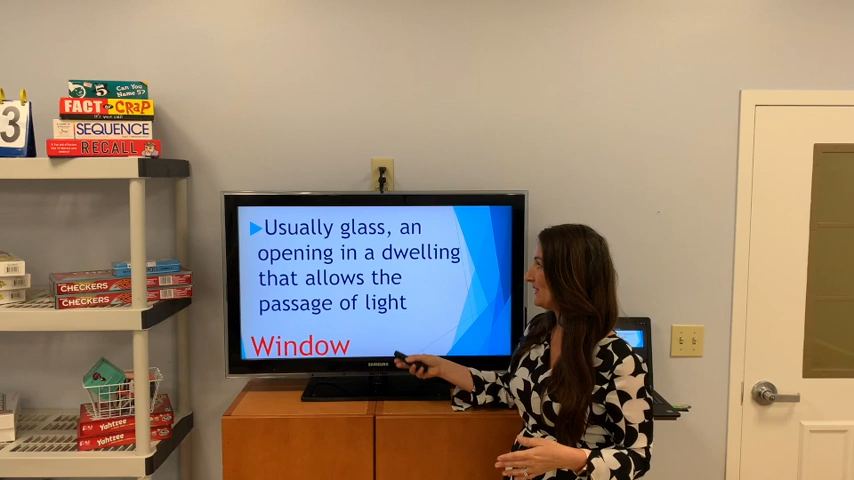 3
Can You
5 Name 5?
FACT or CRAP
SEQUENCE
RECALL
CHECKERS
CHECKERS
Yahtzee
Yahtzee
Usually glass, an
opening in a dwelling
that allows the
passage of light
Window
SAMSUNG